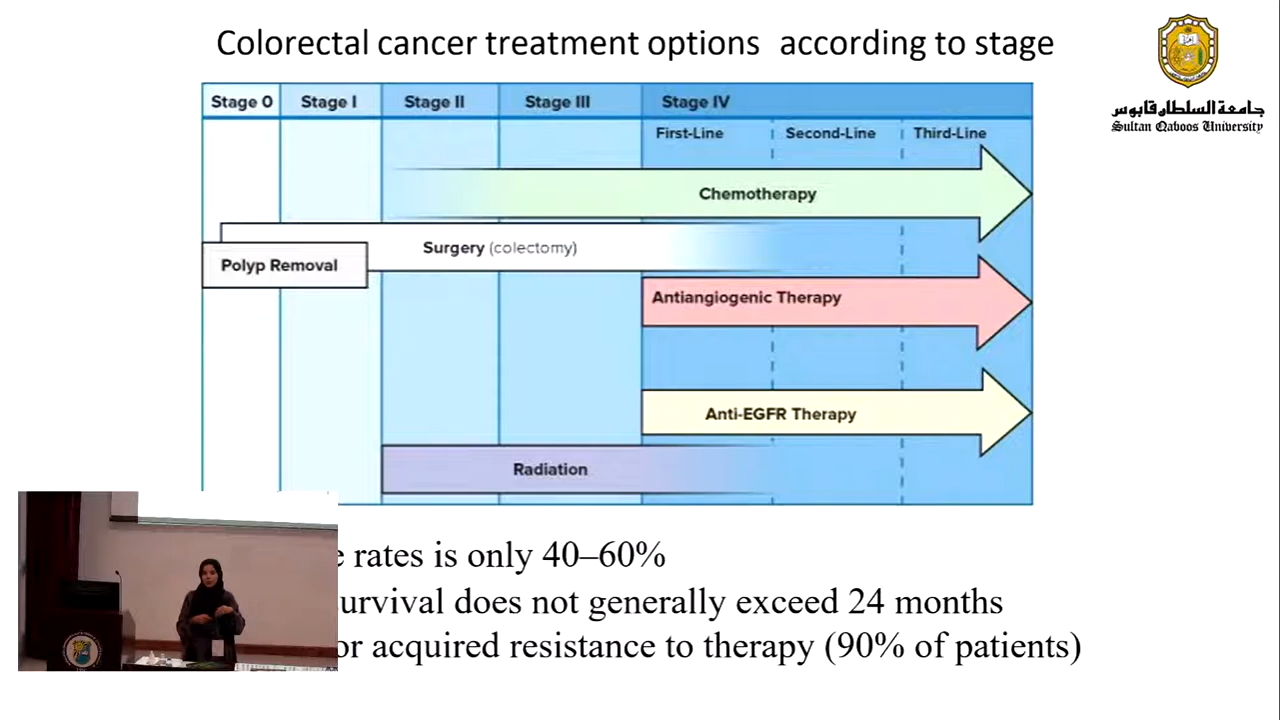 Colorectal cancer treatment options according to stage
جامعة السلطان قابوس
Sultan Qaboos University
Stage 0 Stage I Stage II Stage III Stage IV
First-Line Second-Line Third-Line
Chemotherapy
Surgery (colectomy)
Polyp Removal
Antiangiogenic Therapy
Anti-EGFR Therapy
Radiation
rates is only 40–60%
survival does not generally exceed 24 months
or acquired resistance to therapy (90% of patients)